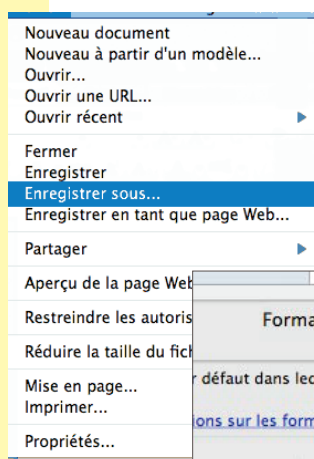 Nouveau document
Nouveau à partir d'un modèle...
Ouvrir...
Ouvrir une URL...
Ouvrir récent
Fermer
Enregistrer
Enregistrer sous...
Enregistrer en tant que page Web...
Partager
Aperçu de la page Web
Restreindre les autoris
Forma
Réduire la taille du fich
Mise en page...
r défaut dans lec
Imprimer...
ions sur les form
Propriétés...